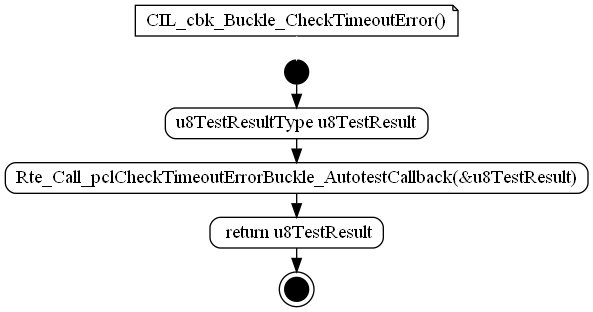 CIL_cbk_Buckle_CheckTimeoutError()
u8TestResultType u8TestResult
Rte_Call_pclCheckTimeoutErrorBuckle_AutotestCallback(&u8TestResult)
return u8TestResult